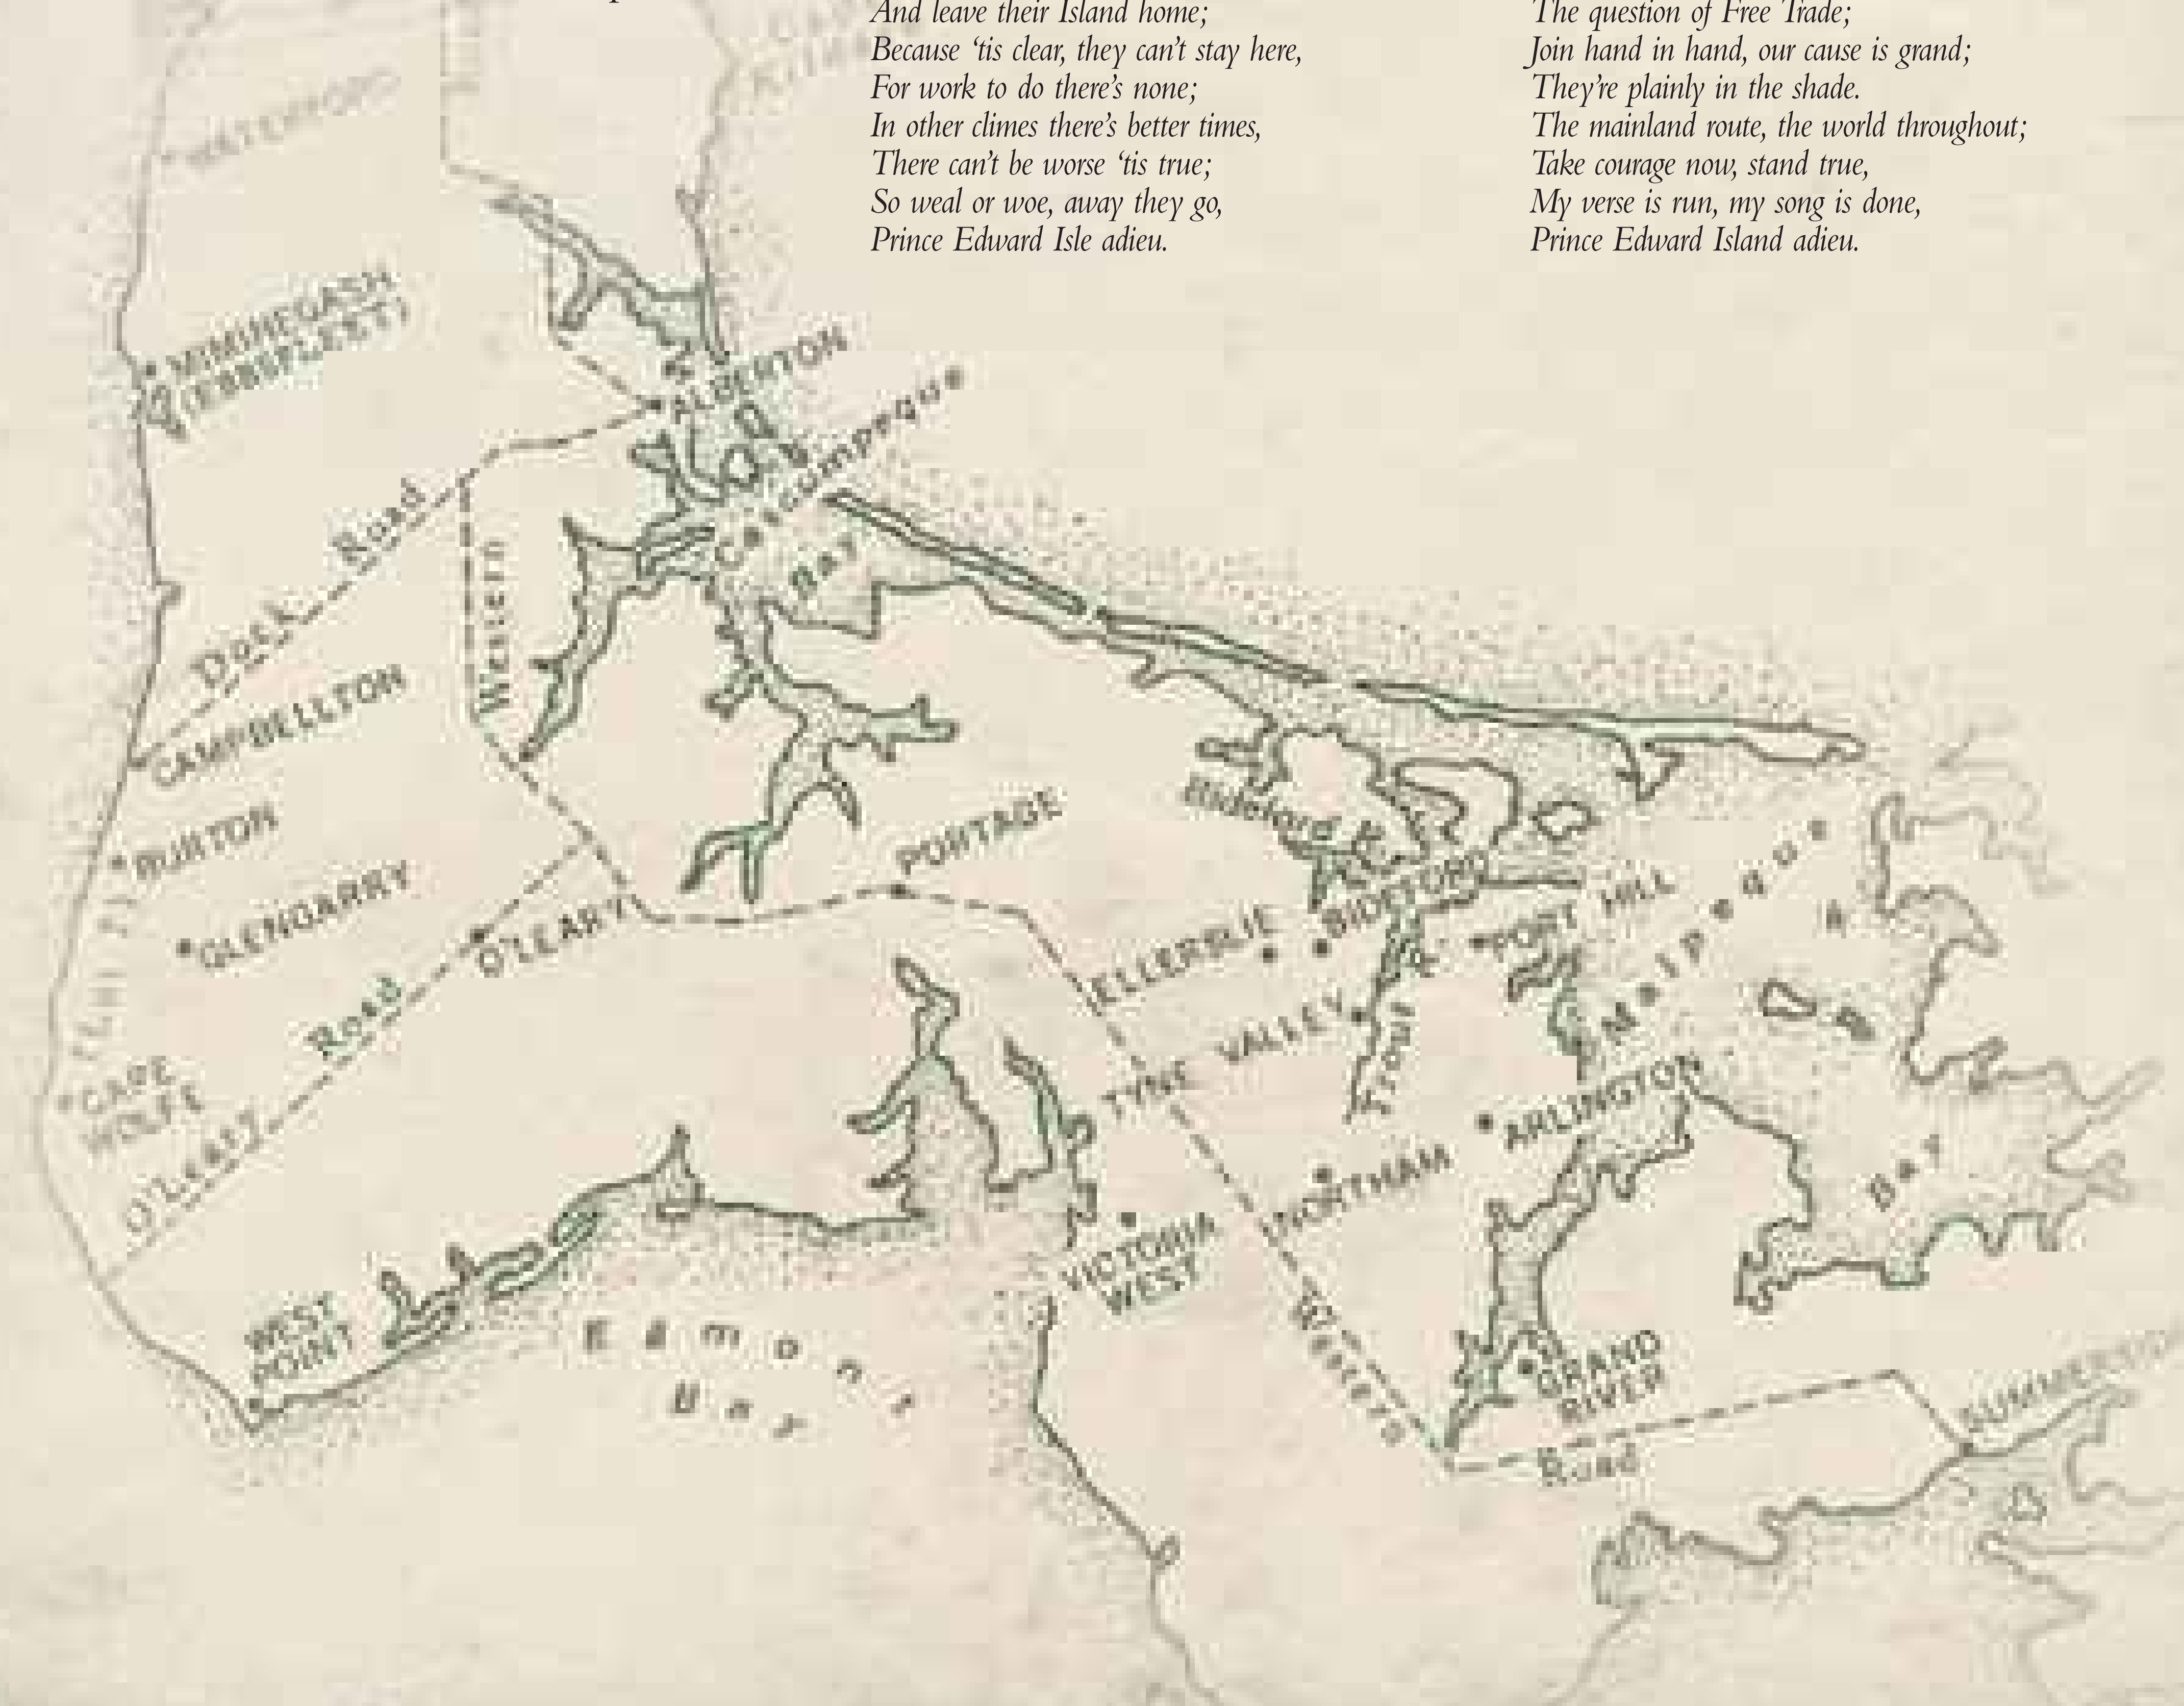 And leave their Island home;
Because ‘tis clear, they can’t stay here,
For work to do there’s none;
In other climes there’s better times,
There can’t be worse ‘tis true;
So weal or woe, away they go,
Prince Edward Isle adieu.
The question of Free Trade;
Join hand in hand, our cause is grand;
They’re plainly in the shade.
The mainland route, the world throughout;
Take courage now, stand true,
My verse is run, my song is done,
Prince Edward Island adieu.
WATERFORD
MIMINEGASH
(EBBSFLEET)
ALBERTON
Cascumpeque
Bay
Dock Road
Western
CAMPBELLTON
BURTON
GLENGARRY
O'LEARY
PORTAGE
Bideford R.
BIDEFORD
ELLERSLIE
PORT HILL
Malpeque
Bay
TYNE VALLEY
Trout R.
CAPE
WOLFE
O'LEARY Road
ARLINGTON
NORTHAM
VICTORIA
WEST
WEST
POINT
Egmont
Bay
Western
Road
GRAND
RIVER